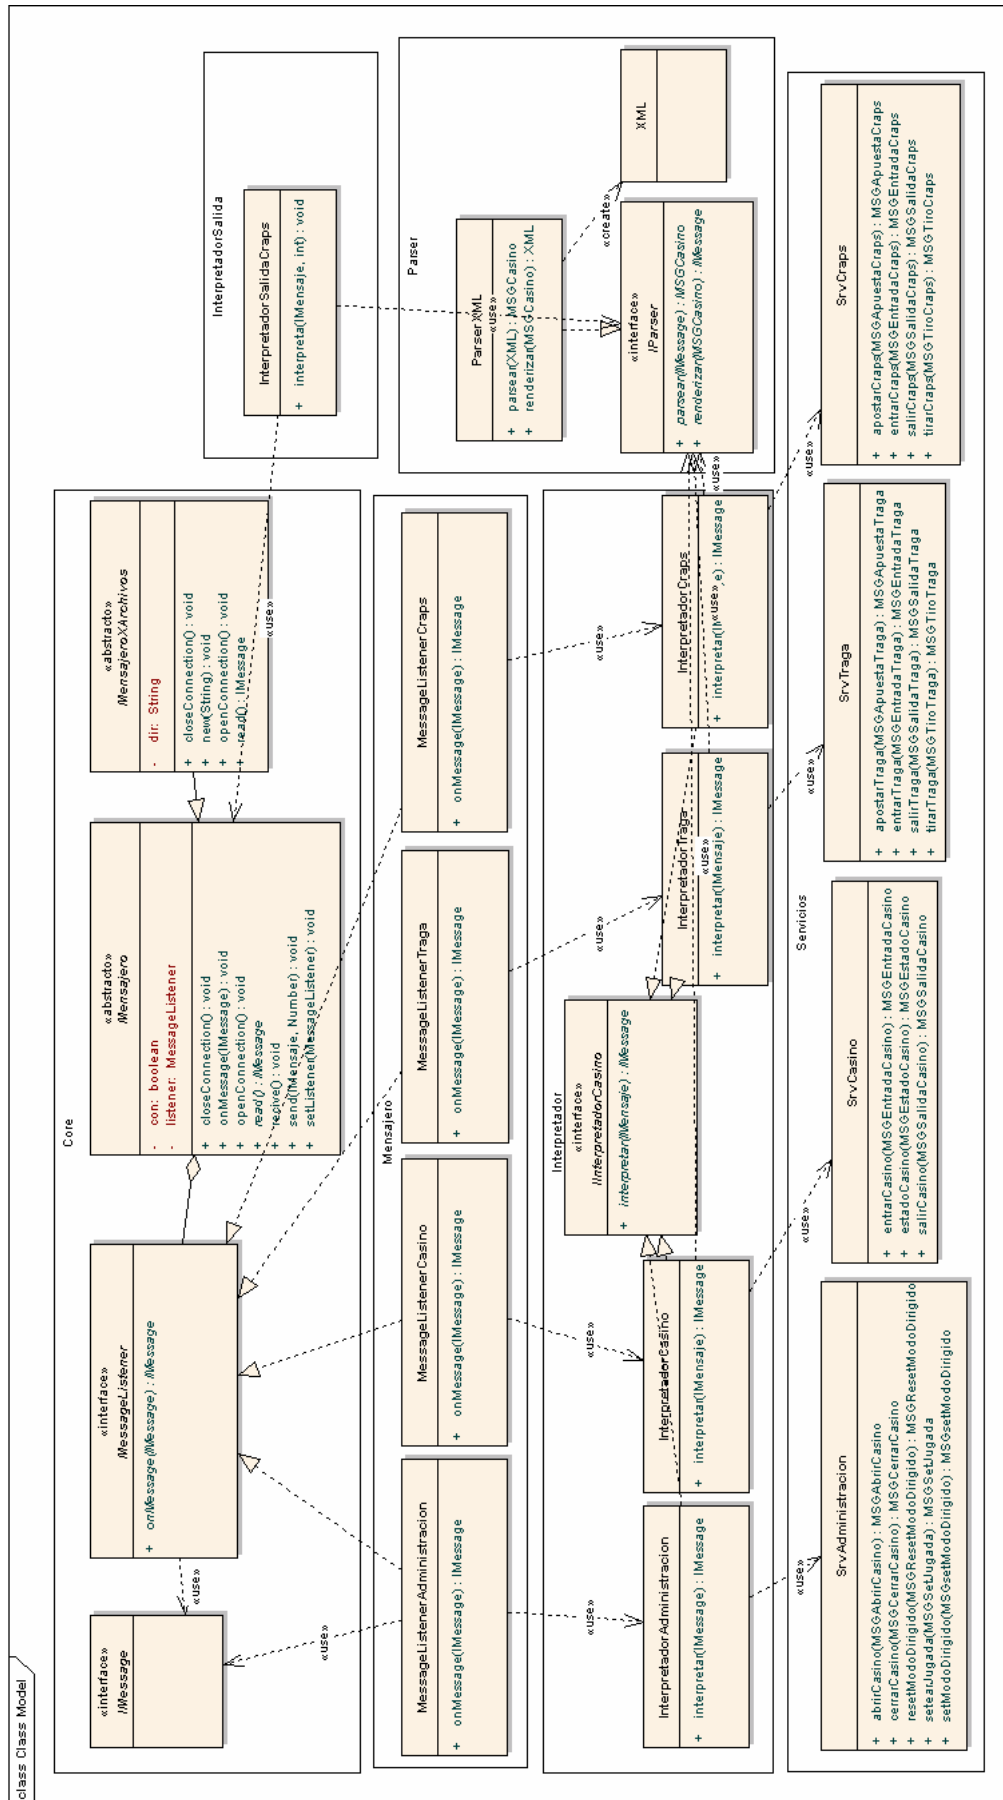 class Class Model
Core
«interface»
IMessage
«interface»
IMessageListener
+ onMessage(IMessage) : IMessage
«use»
«abstracto»
IMensajero
- con: boolean
- listener: MessageListener
+ closeConnection() : void
+ onMessage(IMessage) : void
+ openConnection() : void
+ read() : IMessage
+ recive() : void
+ send(IMensaje, Number) : void
+ setListener(MessageListener) : void
«abstracto»
IMensajeroXArchivos
- dir: String
+ closeConnection() : void
+ new(String) : void
+ openConnection() : void
+ read() : IMessage
«use»
InterpretadorSalida
InterpretadorSalidaCraps
+ interpreta(IMensaje, int) : void
Mensajero
MessageListenerAdministracion
+ onMessage(IMessage) : IMessage
«use»
MessageListenerCasino
+ onMessage(IMessage) : IMessage
MessageListenerTraga
+ onMessage(IMessage) : IMessage
MessageListenerCraps
+ onMessage(IMessage) : IMessage
«use»
«use»
«use»
«use»
Parser
ParserXML
«use»
+ parsear(XML) : MSGCasino
+ renderizar(MSGCasino) : XML
«create»
XML
«interface»
IParser
+ parsear(IMessage) : MSGCasino
+ renderizar(MSGCasino) : IMessage
Interpretador
«interface»
IInterpretadorCasino
+ interpretar(IMensaje) : IMessage
InterpretadorAdministracion
+ interpretar(IMensaje) : IMessage
InterpretadorCasino
+ interpretar(IMensaje) : IMessage
InterpretadorTraga
+ interpretar(IMensaje) : IMessage
«use»
InterpretadorCraps
+ interpretar(IM
e) : IMessage
«use»
«use»
«use»
«use»
«use»
«use»
Servicios
SrvAdministracion
+ abrirCasino(MSGAbrirCasino) : MSGAbrirCasino
+ cerrarCasino(MSGCerrarCasino) : MSGCerrarCasino
+ resetModoDirigido(MSGResetModoDirigido) : MSGResetModoDirigido
+ setearJugada(MSGSetJugada) : MSGSetJugada
+ setModoDirigido(MSGsetModoDirigido) : MSGsetModoDirigido
SrvCasino
+ entrarCasino(MSGEntradaCasino) : MSGEntradaCasino
+ estadoCasino(MSGEstadoCasino) : MSGEstadoCasino
+ salirCasino(MSGSalidaCasino) : MSGSalidaCasino
SrvTraga
+ apostarTraga(MSGApuestaTraga) : MSGApuestaTraga
+ entrarTraga(MSGEntradaTraga) : MSGEntradaTraga
+ salirTraga(MSGSalidaTraga) : MSGSalidaTraga
+ tirarTraga(MSGTiroTraga) : MSGTiroTraga
SrvCraps
+ apostarCraps(MSGApuestaCraps) : MSGApuestaCraps
+ entrarCraps(MSGEntradaCraps) : MSGEntradaCraps
+ salirCraps(MSGSalidaCraps) : MSGSalidaCraps
+ tirarCraps(MSGTiroCraps) : MSGTiroCraps